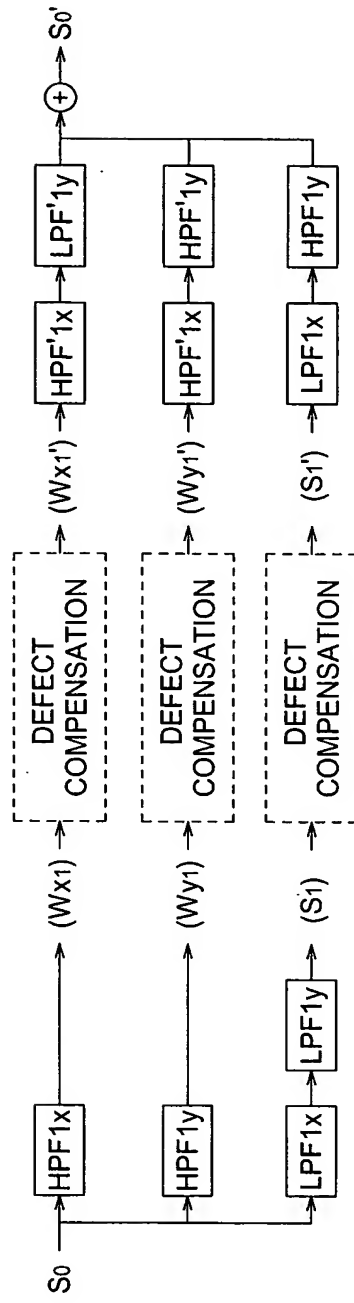 S0
HPF1x
(Wx1)
DEFECT
COMPENSATION
(Wx1')
HPF'1x
LPF'1y
+
S0'
HPF1y
(Wy1)
DEFECT
COMPENSATION
(Wy1')
HPF'1x
HPF'1y
LPF1x
LPF1y
(S1)
DEFECT
COMPENSATION
(S1')
LPF1x
HPF1y